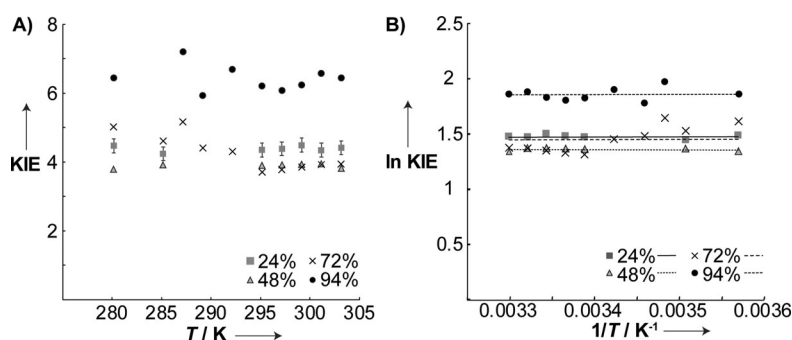 A)
8
6
KIE
4
2
24% 72%
48% 94%
280 285 290 295 300 305
T / K
B)
2.5
2
1.5
ln KIE
1
0.5
24% 72%
48% 94%
0.0033 0.0034 0.0035 0.0036
1/T / K-1